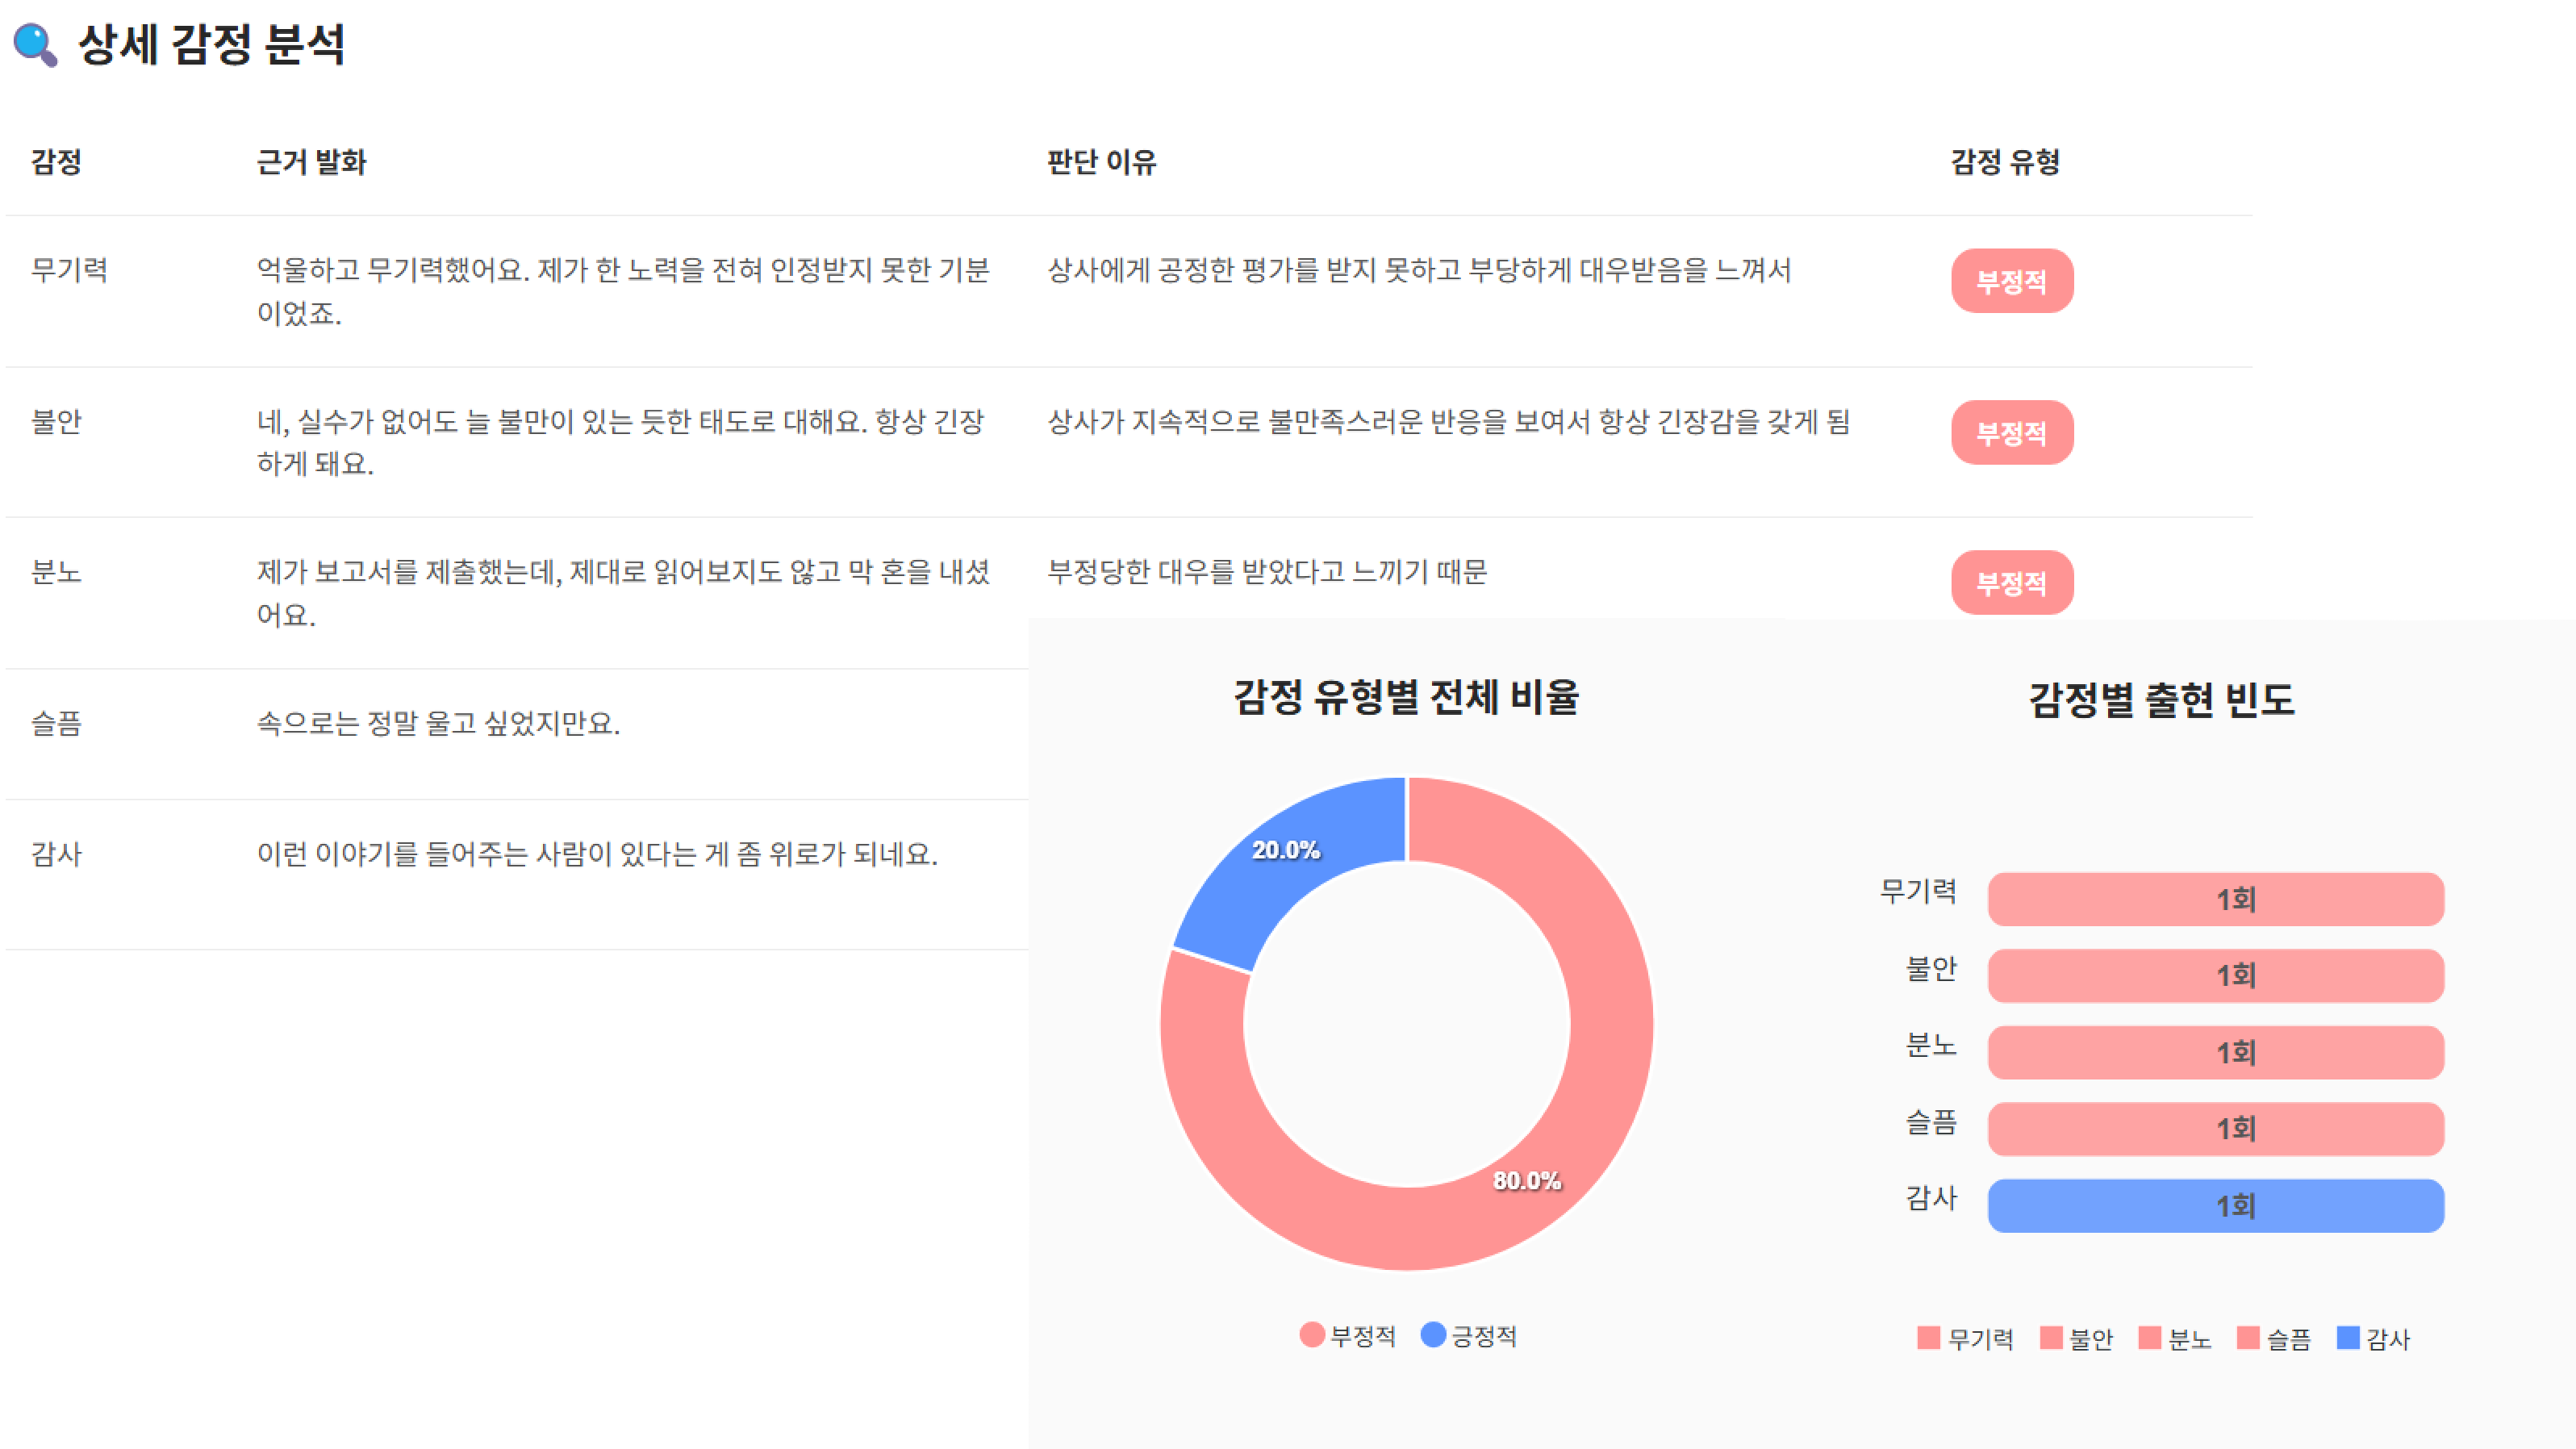 상세 감정 분석
감정 근거 발화 판단 이유 감정 유형
무기력 억울하고 무기력했어요. 제가 한 노력을 전혀 인정받지 못한 기분 상사에게 공정한 평가를 받지 못하고 부당하게 대우받음을 느껴서 부정적
이었죠.
불안 네, 실수가 없어도 늘 불만이 있는 듯한 태도로 대해요. 항상 긴장 상사가 지속적으로 불만족스러운 반응을 보여서 항상 긴장감을 갖게 됨 부정적
하게 돼요.
분노 제가 보고서를 제출했는데, 제대로 읽어보지도 않고 막 혼을 내셨 부정당한 대우를 받았다고 느끼기 때문 부정적
어요.
슬픔 속으로는 정말 울고 싶었지만요.
감사 이런 이야기를 들어주는 사람이 있다는 게 좀 위로가 되네요.
감정 유형별 전체 비율
20.0%
80.0%
부정적 긍정적
감정별 출현 빈도
무기력 1회
불안 1회
분노 1회
슬픔 1회
감사 1회
무기력 불안 분노 슬픔 감사